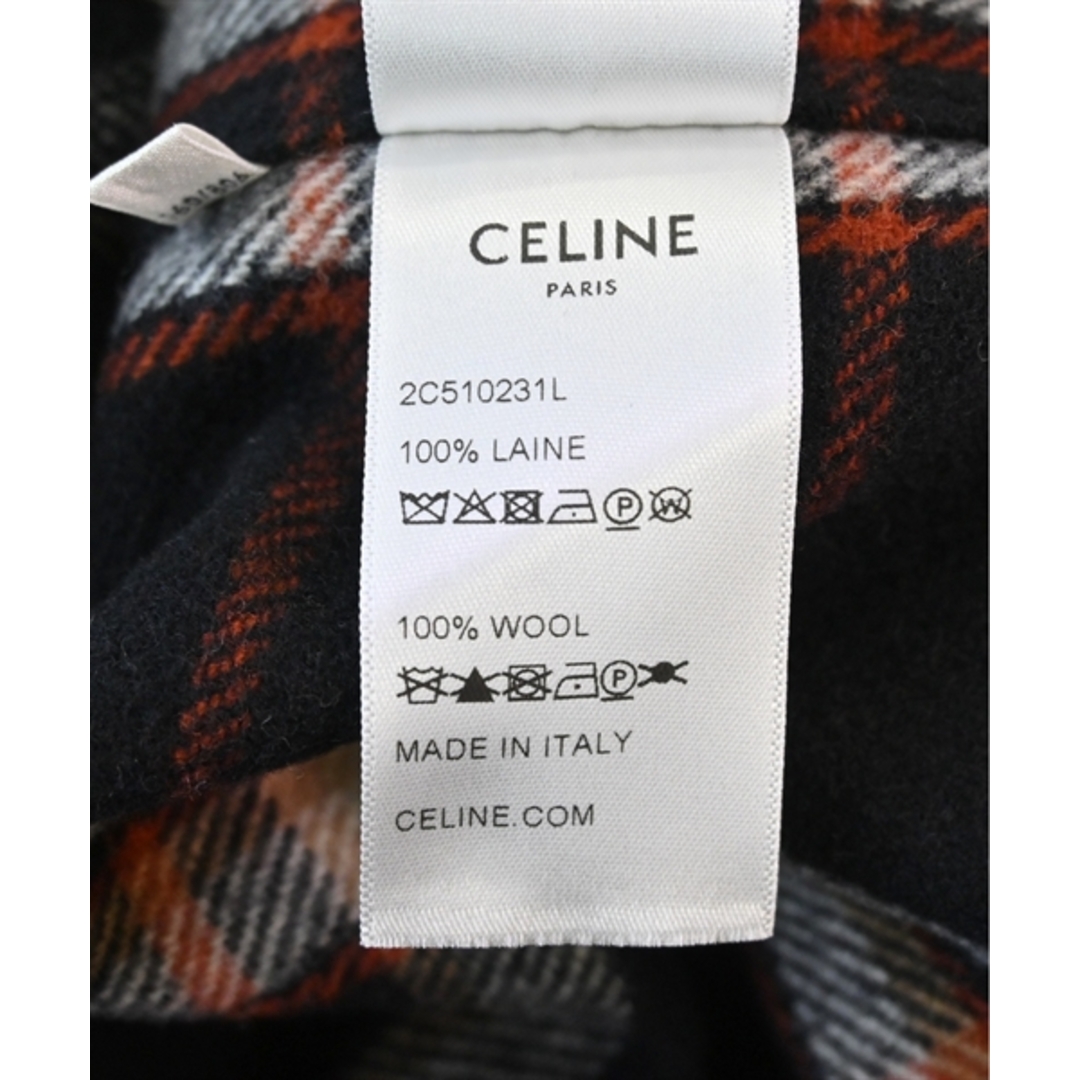 CELINE
PARIS
2C510231L
100% LAINE
P W
100% WOOL
P
MADE IN ITALY
CELINE.COM